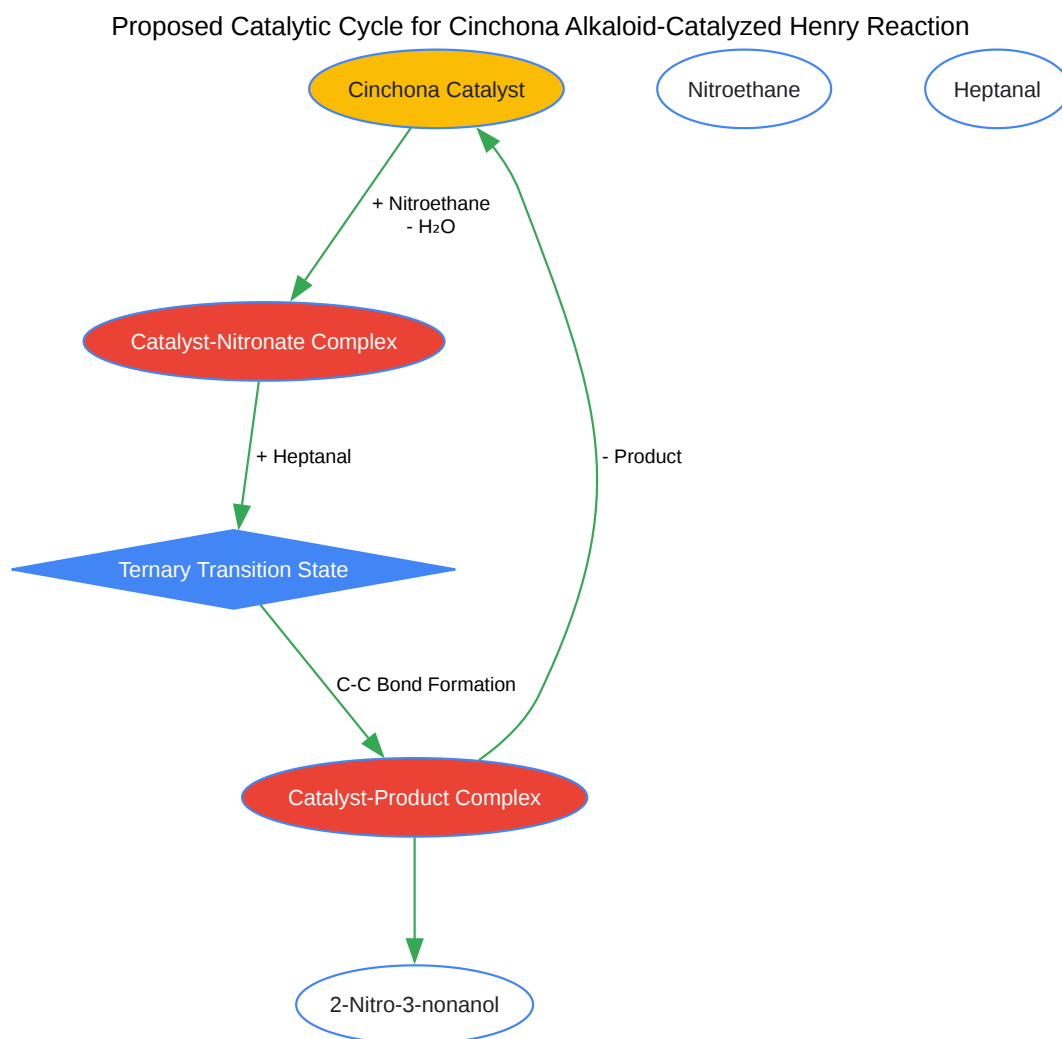 Proposed Catalytic Cycle for Cinchona Alkaloid-Catalyzed Henry Reaction
Cinchona Catalyst
Nitroethane
Heptanal
+ Nitroethane
- H₂O
Catalyst-Nitronate Complex
+ Heptanal
- Product
Ternary Transition State
C-C Bond Formation
Catalyst-Product Complex
2-Nitro-3-nonanol